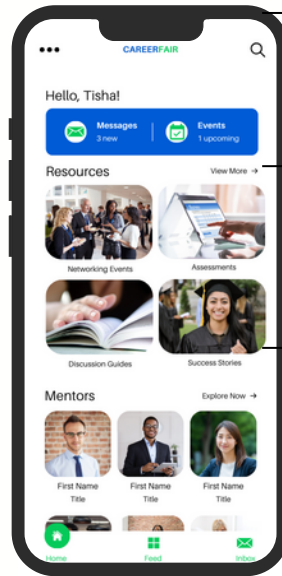 CAREERFAIR
Hello, Tisha!
Messages
3 new
Events
1 upcoming
Resources
View More →
Networking Events
Assessments
Discussion Guides
Success Stories
Mentors
Explore Now →
First Name
Title
First Name
Title
First Name
Title
Home
Feed
Inbox